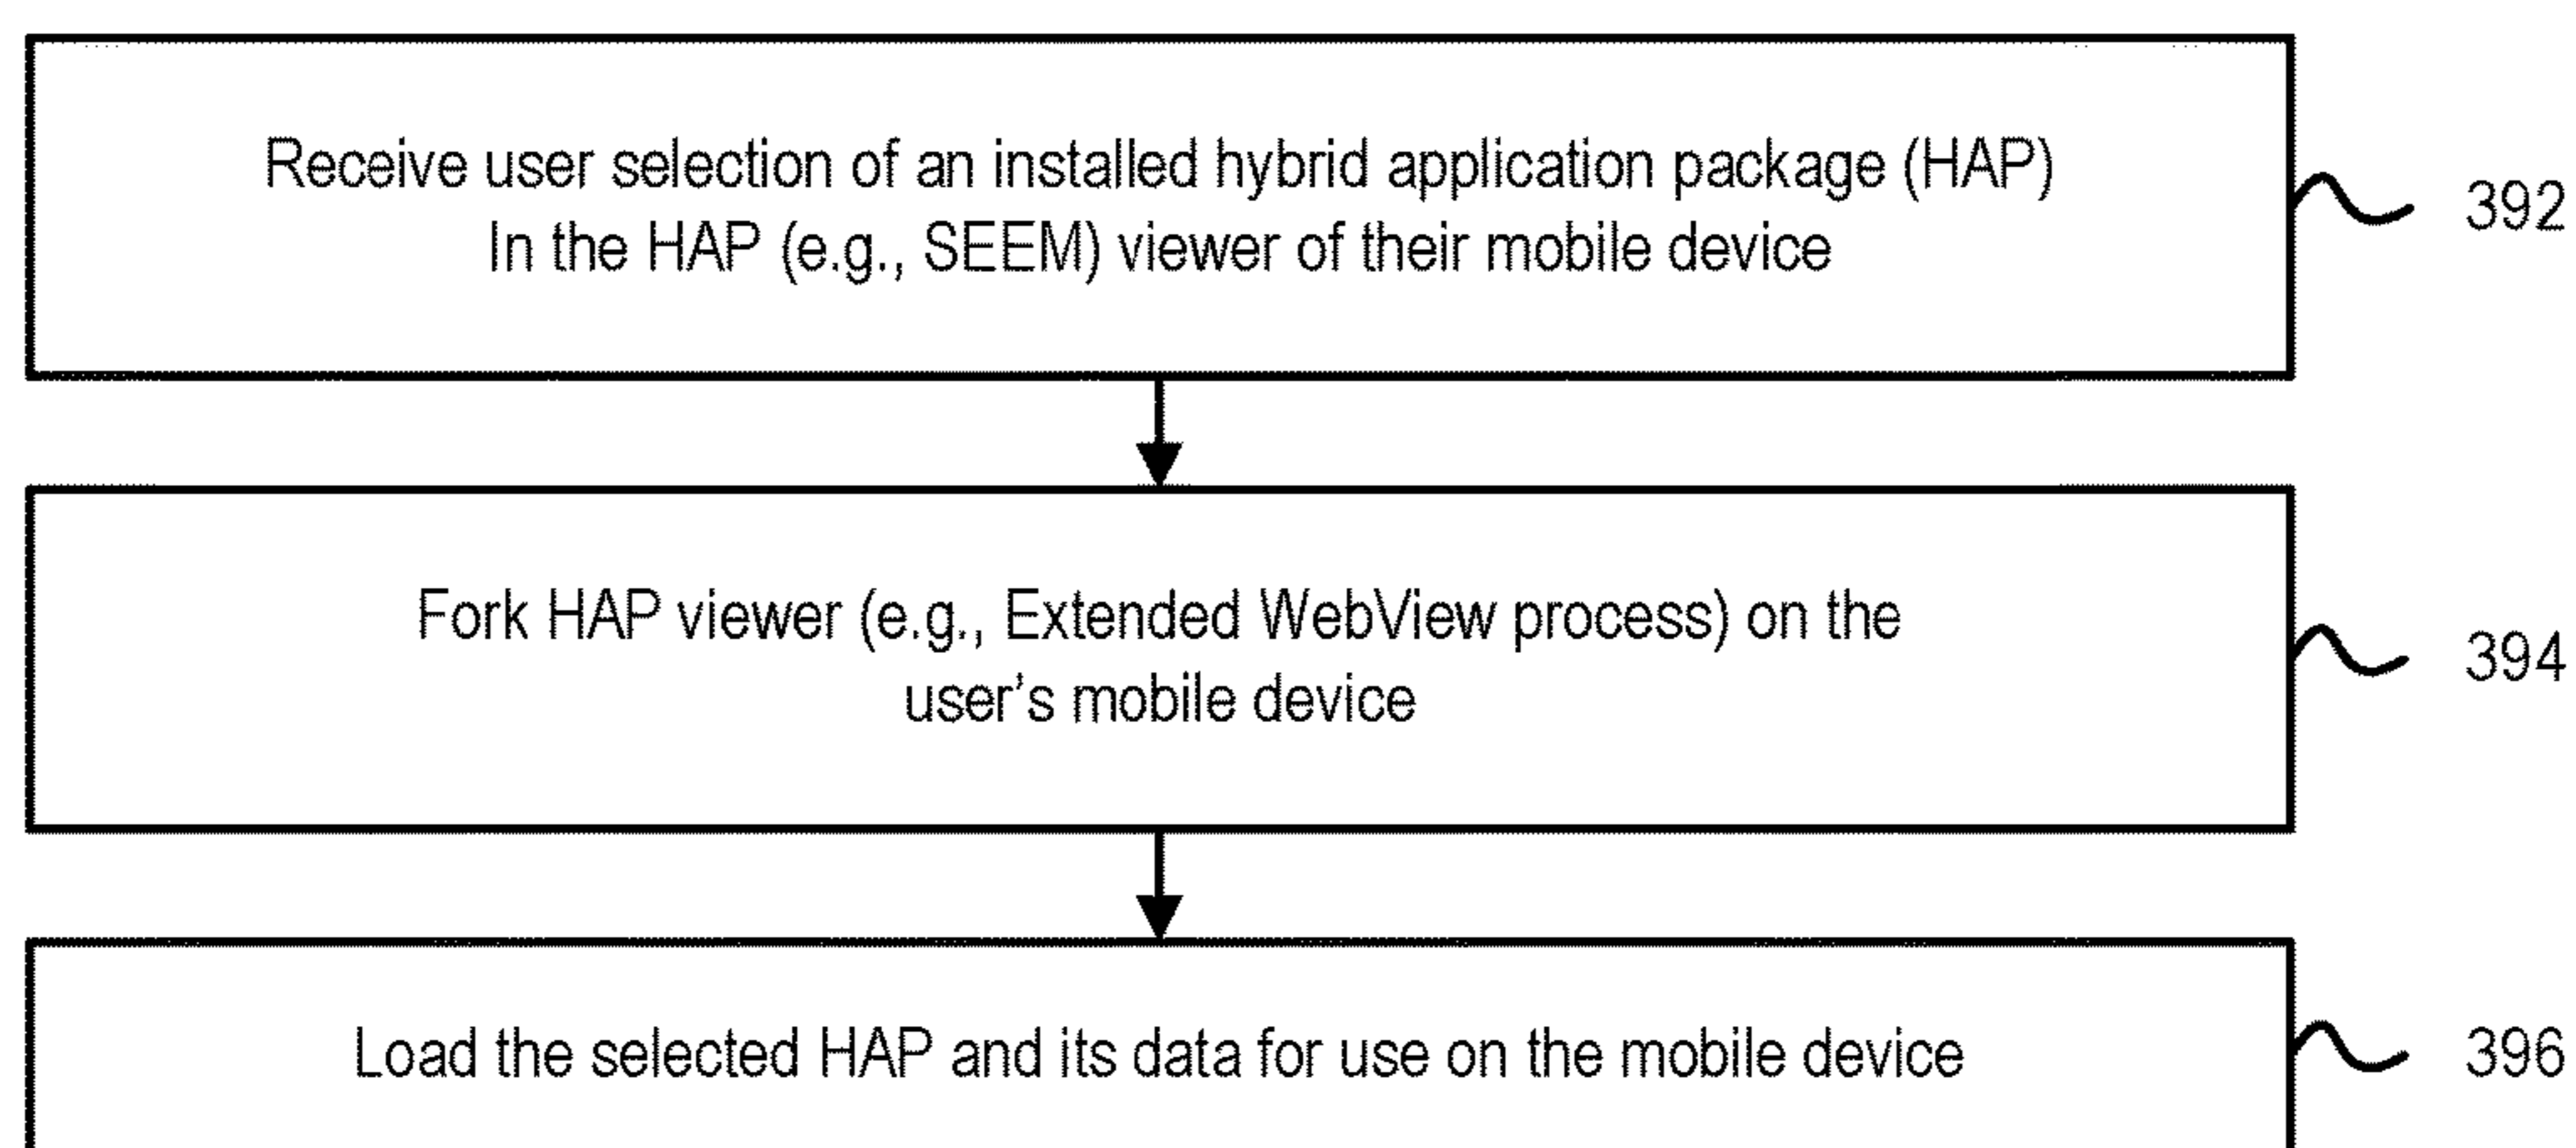 Receive user selection of an installed hybrid application package (HAP)
In the HAP (e.g., SEEM) viewer of their mobile device
392
Fork HAP viewer (e.g., Extended WebView process) on the
user's mobile device
394
Load the selected HAP and its data for use on the mobile device
396